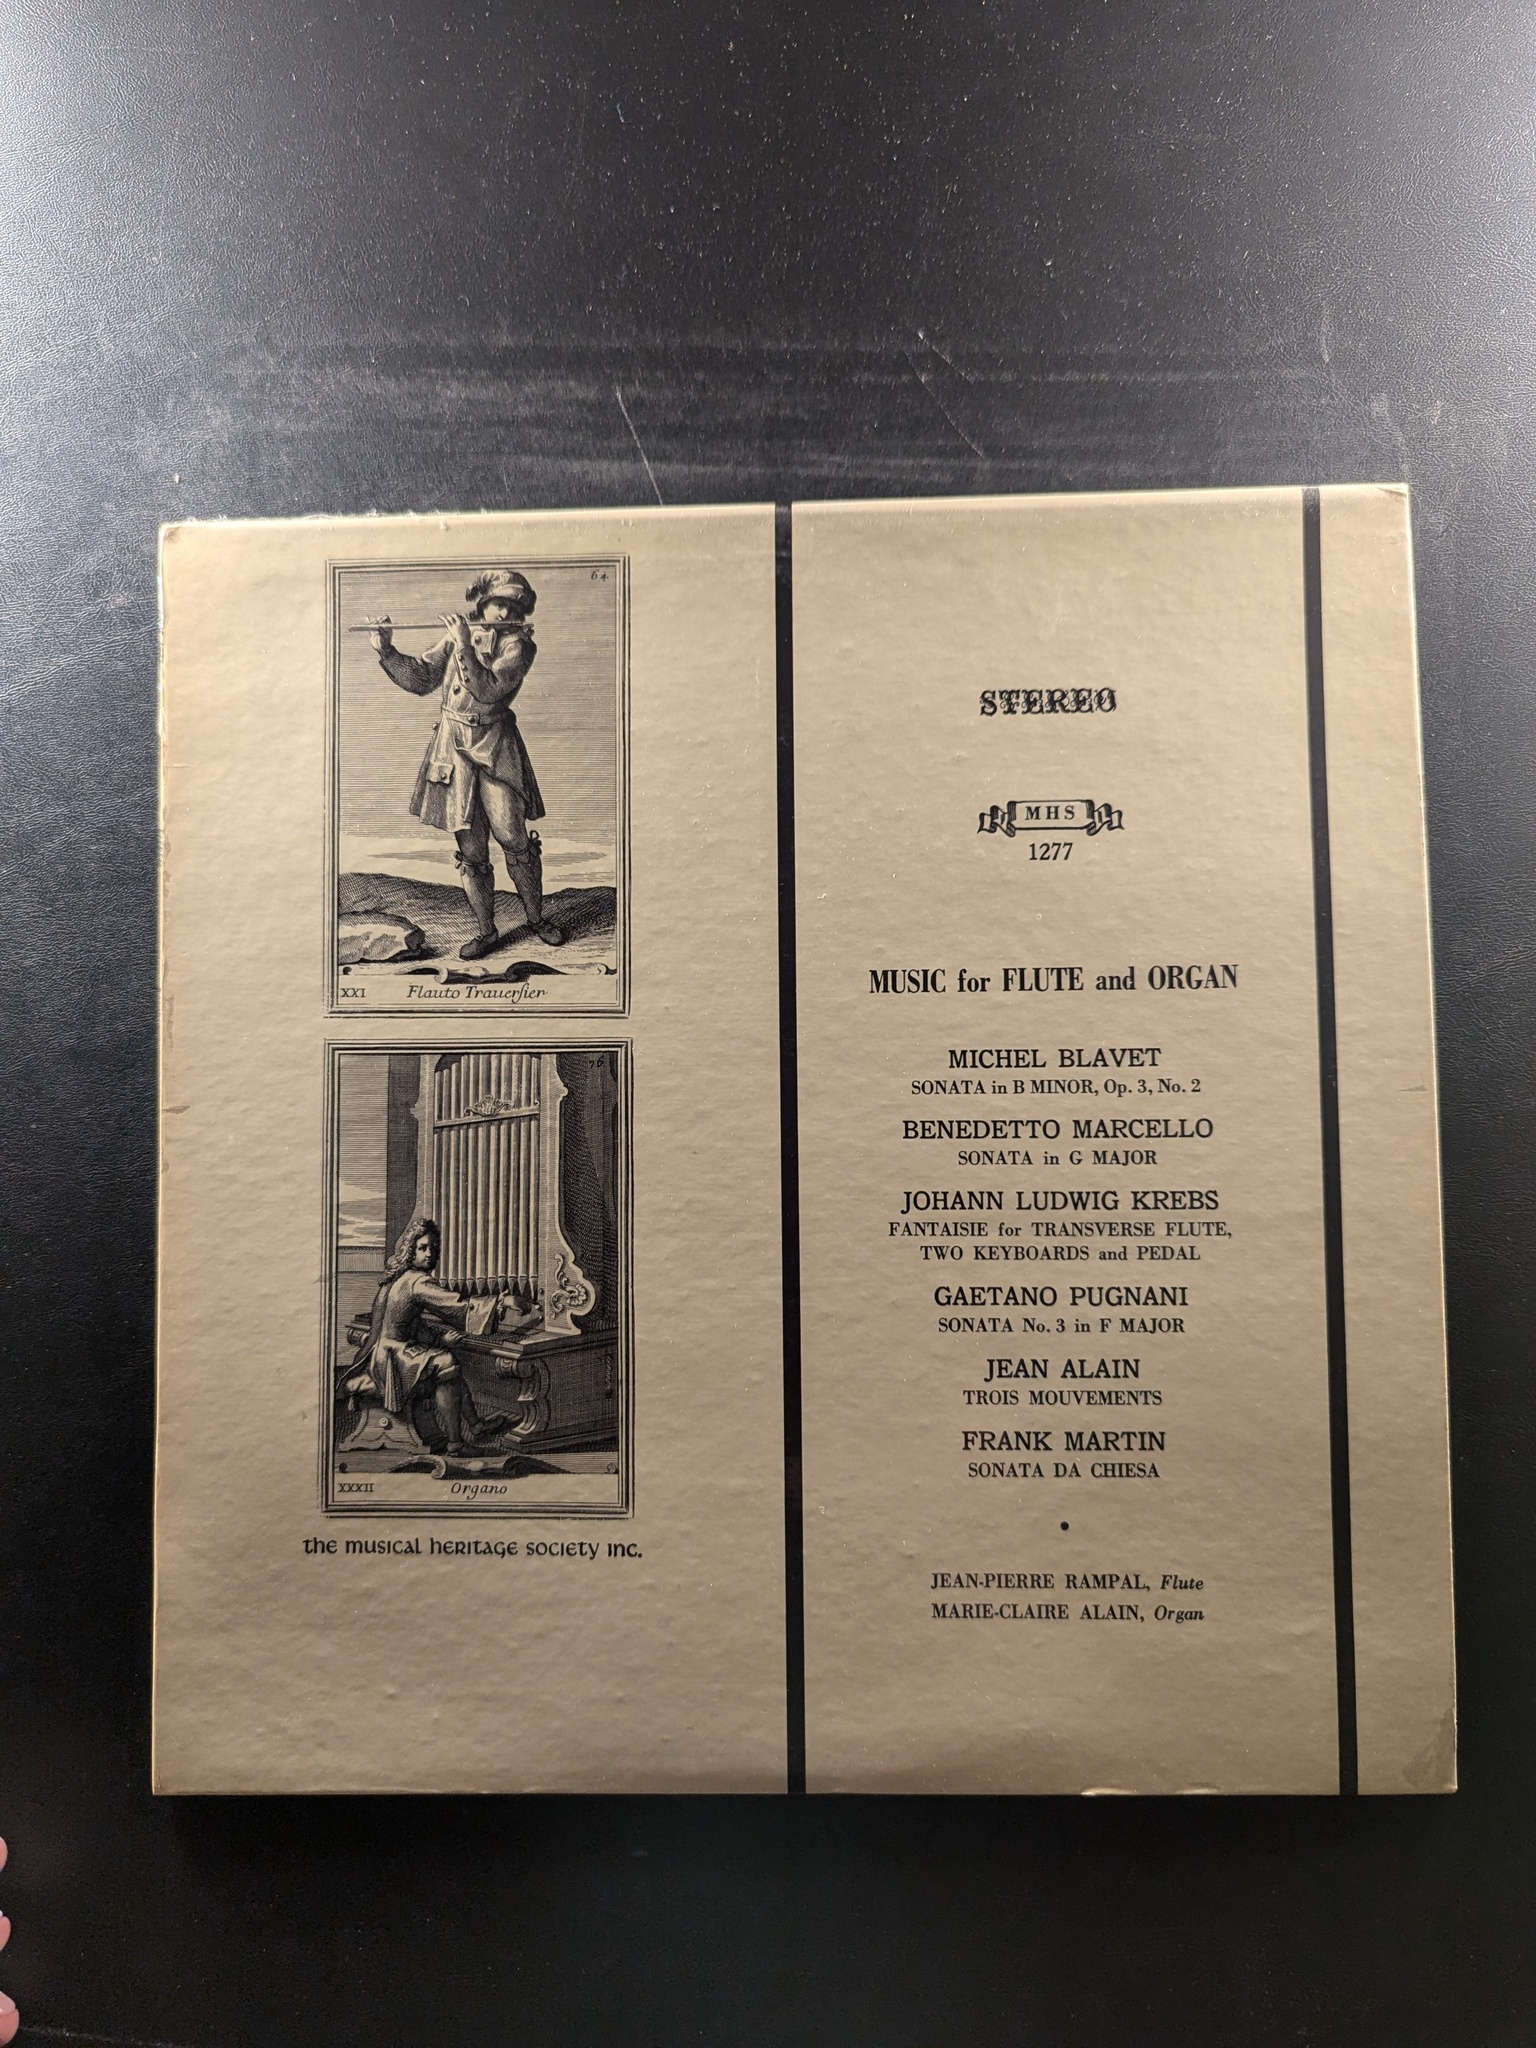 64
XXI Flauto Trauersier
76
XXXII Organo
the musical heritage society inc.
STEREO
MHS
1277
MUSIC for FLUTE and ORGAN
MICHEL BLAVET
SONATA in B MINOR, Op. 3, No. 2
BENEDETTO MARCELLO
SONATA in G MAJOR
JOHANN LUDWIG KREBS
FANTAISIE for TRANSVERSE FLUTE,
TWO KEYBOARDS and PEDAL
GAETANO PUGNANI
SONATA No. 3 in F MAJOR
JEAN ALAIN
TROIS MOUVEMENTS
FRANK MARTIN
SONATA DA CHIESA
JEAN-PIERRE RAMPAL, Flute
MARIE-CLAIRE ALAIN, Organ